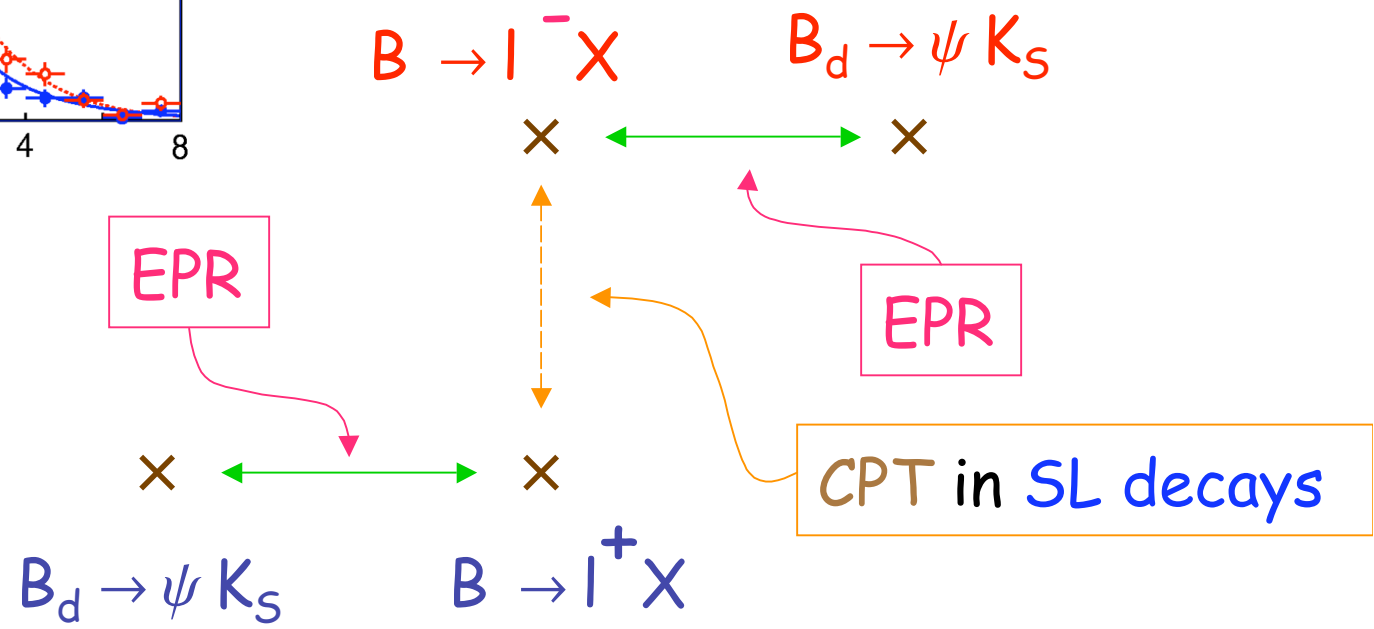 B → l⁻ X
B_d → ψ K_S
4 8
EPR
EPR
CPT in SL decays
B_d → ψ K_S
B → l⁺ X